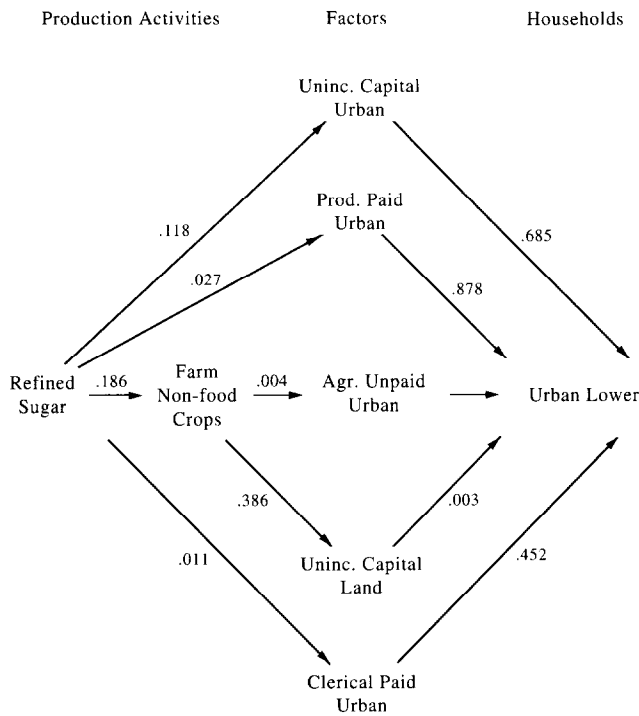 Production Activities Factors Households
Uninc. Capital
Urban
Prod. Paid
Urban
.118
.685
.027
.878
Refined
Sugar
.186
Farm
Non-food
Crops
.004
Agr. Unpaid
Urban
Urban Lower
.386
.003
.011
Uninc. Capital
Land
.452
Clerical Paid
Urban